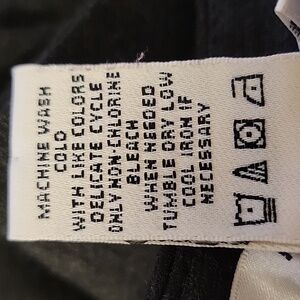 MACHINE WASH
COLD
WITH LIKE COLORS
DELICATE CYCLE
ONLY NON-CHLORINE
BLEACH
WHEN NEEDED
TUMBLE DRY LOW
COOL IRON IF
NECESSARY